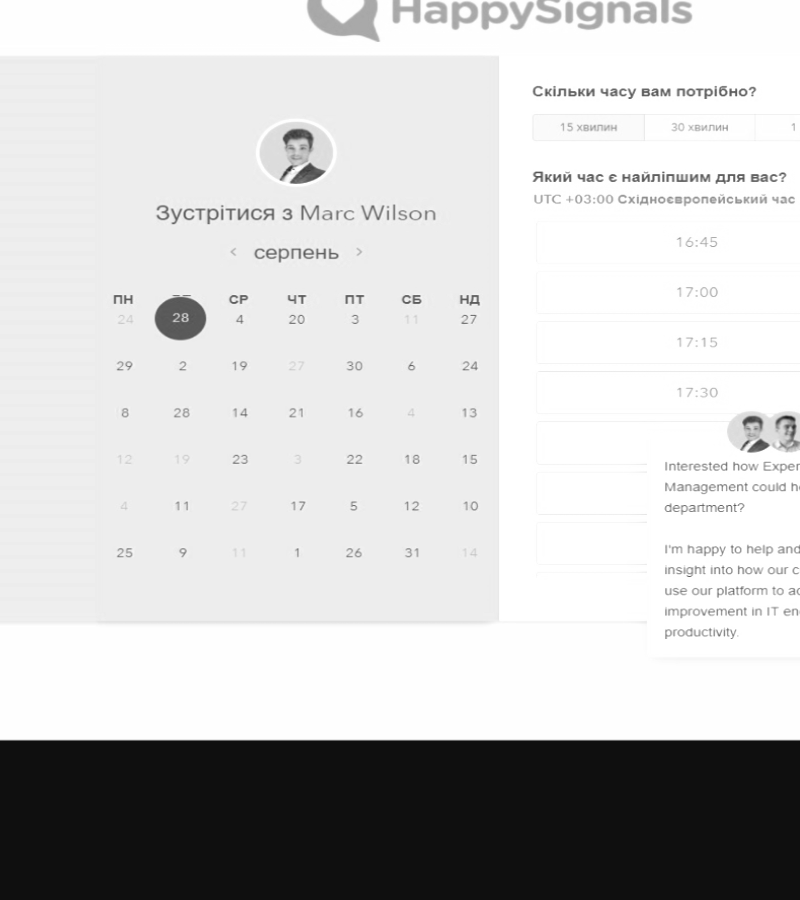 HappySignals
Зустрітися з Marc Wilson
< серпень >
ПН СР ЧТ ПТ СБ НД
24 28 4 20 3 11 27
29 2 19 27 30 6 24
8 28 14 21 16 4 13
12 19 23 3 22 18 15
4 11 27 17 5 12 10
25 9 11 1 26 31 14
Скільки часу вам потрібно?
15 хвилин 30 хвилин 1
Який час є найліпшим для вас?
UTC +03:00 Східноєвропейський час
16:45
17:00
17:15
17:30
Interested how Exper
Management could he
department?
I'm happy to help and
insight into how our c
use our platform to ac
improvement in IT en
productivity.